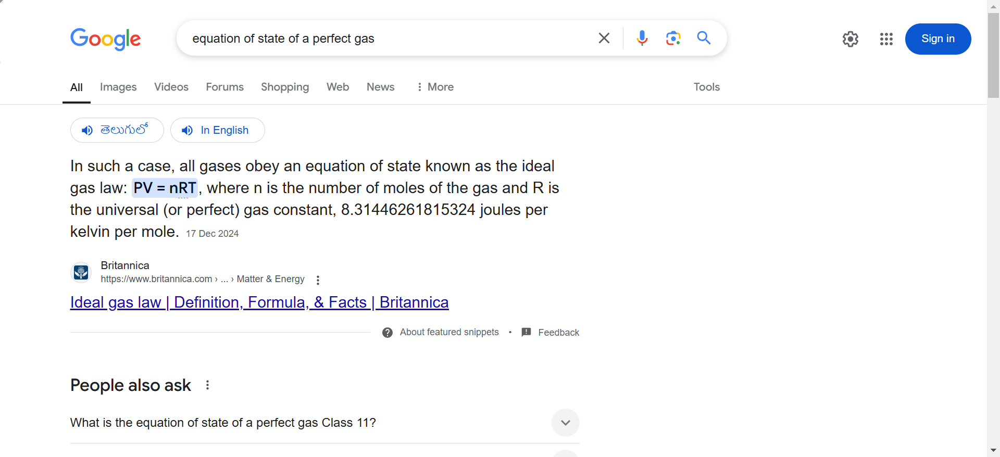 Google
equation of state of a perfect gas
Sign in
All Images Videos Forums Shopping Web News More Tools
తెలుగులో In English
In such a case, all gases obey an equation of state known as the ideal
gas law: PV = nRT, where n is the number of moles of the gas and R is
the universal (or perfect) gas constant, 8.31446261815324 joules per
kelvin per mole. 17 Dec 2024
Britannica
https://www.britannica.com › ... › Matter & Energy
Ideal gas law | Definition, Formula, & Facts | Britannica
About featured snippets • Feedback
People also ask
What is the equation of state of a perfect gas Class 11?